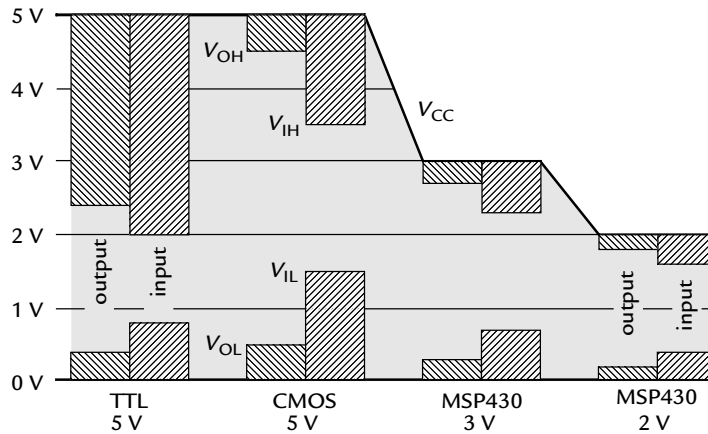 5 V
4 V
3 V
2 V
1 V
0 V
VOH
VIH
VCC
VIL
VOL
output
input
output
input
TTL
5 V
CMOS
5 V
MSP430
3 V
MSP430
2 V